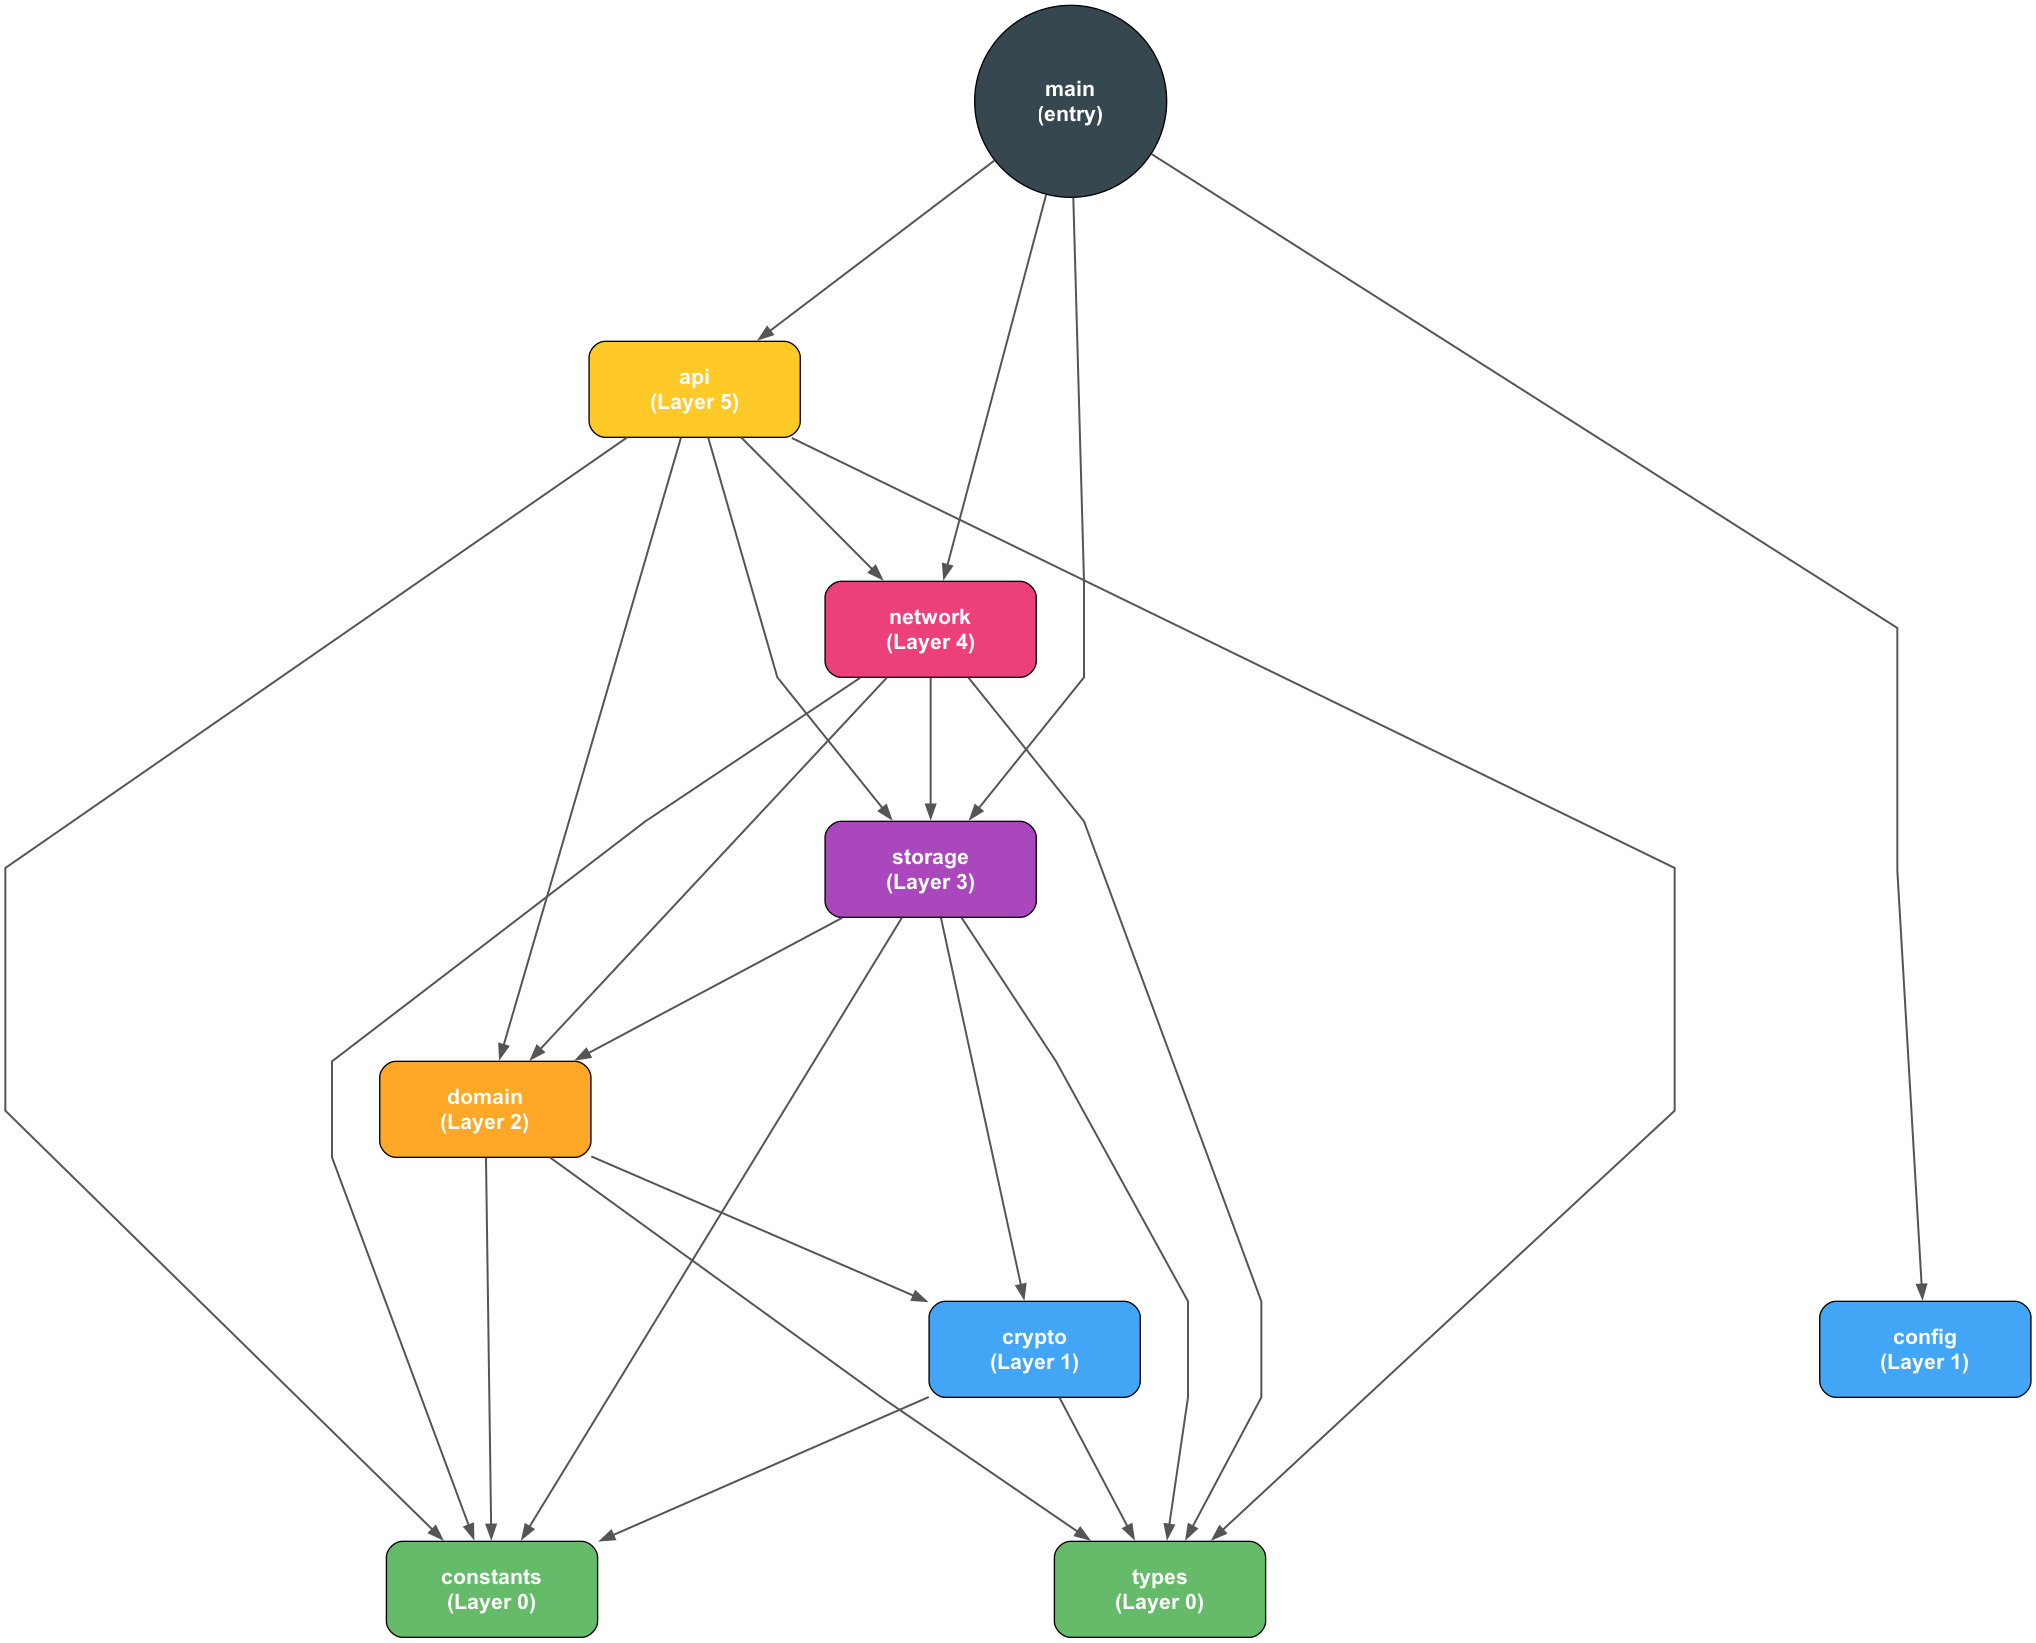 main
(entry)
api
(Layer 5)
network
(Layer 4)
storage
(Layer 3)
domain
(Layer 2)
crypto
(Layer 1)
config
(Layer 1)
constants
(Layer 0)
types
(Layer 0)